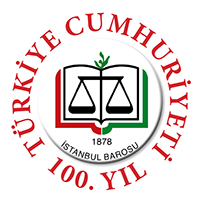 TÜRKİYE CUMHURİYETİ
1878
İSTANBUL BAROSU
100. YIL